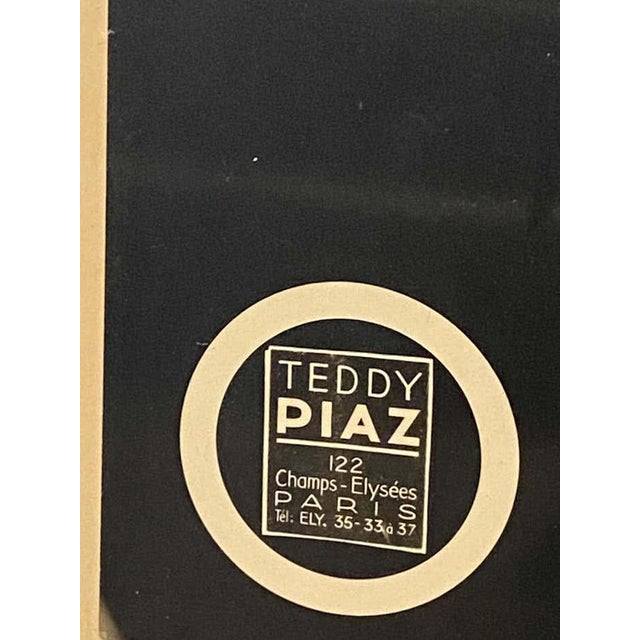 TEDDY
PIAZ
122
Champs-Elysées
PARIS
Tél: ELY. 35-33 à 37